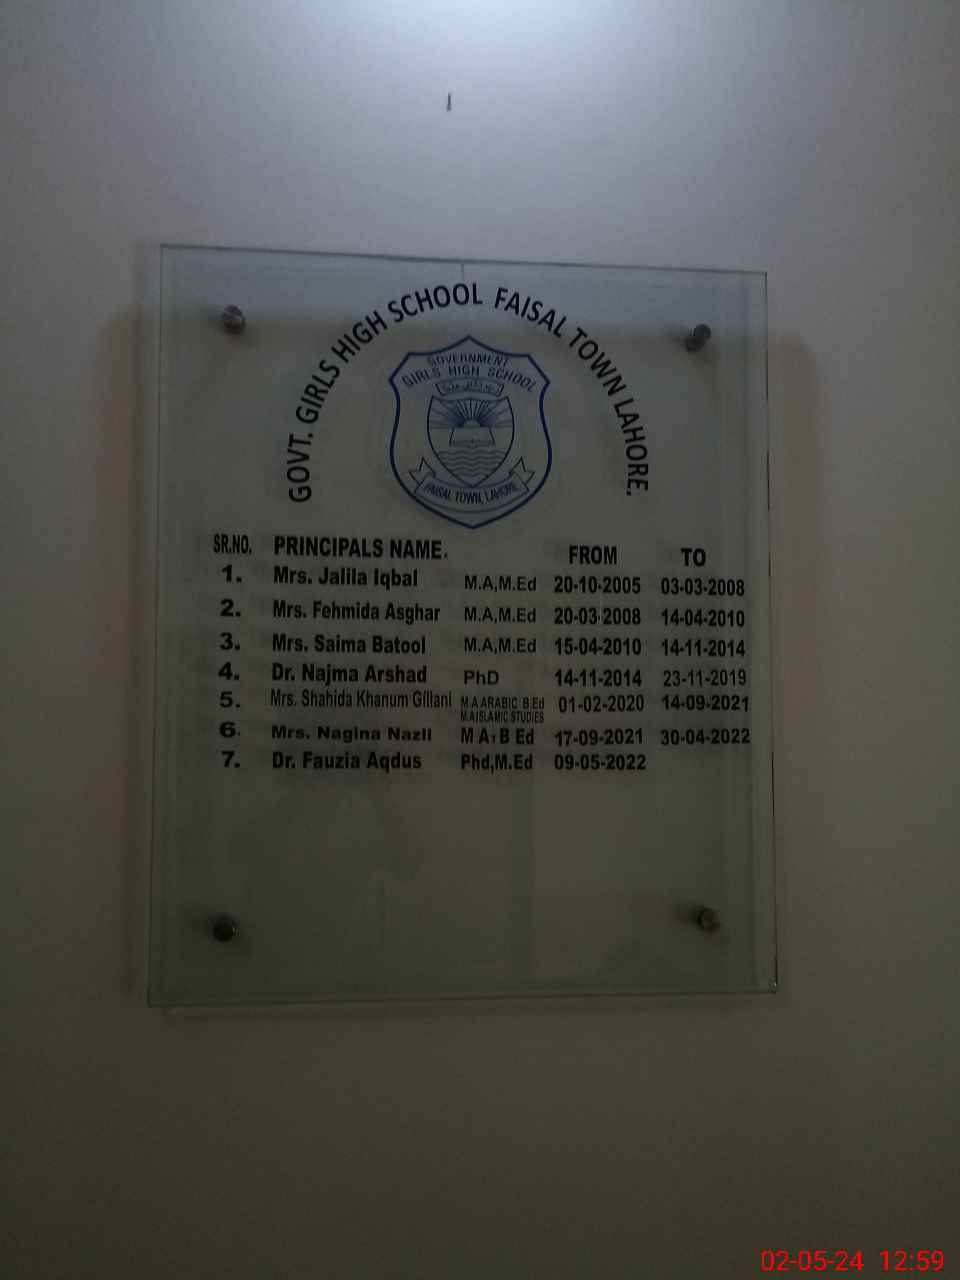 GOVT. GIRLS HIGH SCHOOL FAISAL TOWN LAHORE.
GOVERNMENT
GIRLS HIGH SCHOOL
FAISAL TOWN, LAHORE
SR.NO. PRINCIPALS NAME. FROM TO
1. Mrs. Jalila Iqbal M.A,M.Ed 20-10-2005 03-03-2008
2. Mrs. Fehmida Asghar M.A,M.Ed 20-03-2008 14-04-2010
3. Mrs. Saima Batool M.A,M.Ed 15-04-2010 14-11-2014
4. Dr. Najma Arshad PhD 14-11-2014 23-11-2019
5. Mrs. Shahida Khanum Gillani M A ARABIC B.Ed 01-02-2020 14-09-2021
M.A ISLAMIC STUDIES
6. Mrs. Nagina Nazli M A, B Ed 17-09-2021 30-04-2022
7. Dr. Fauzia Aqdus Phd,M.Ed 09-05-2022
02-05-24 12:59